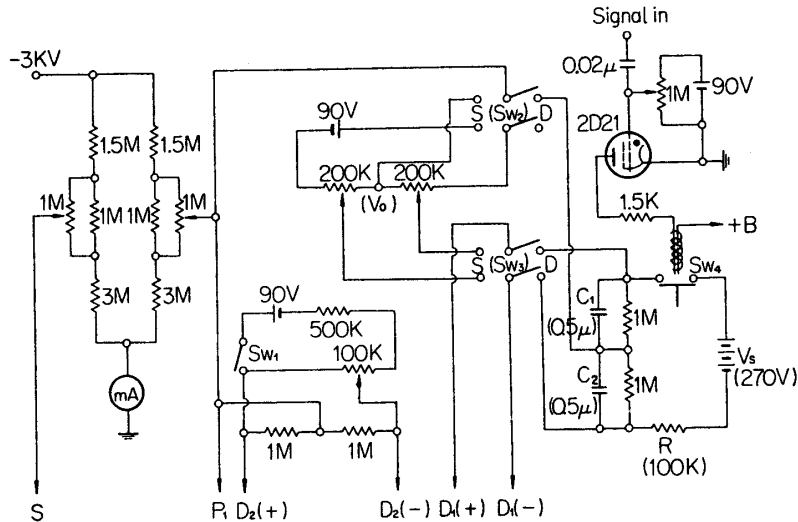 Signal in
-3KV
0.02μ
1M
90V
2D21
90V
S (SW2) D
1.5M
1.5M
200K
200K
(V0)
1.5K
+B
1M
1M
1M
1M
S (SW3) D
SW4
3M
3M
90V
500K
C1
(0.5μ)
1M
SW1
100K
VS
(270V)
mA
C2
(0.5μ)
1M
1M
1M
R
(100K)
S
P1
D2(+)
D2(-)
D1(+)
D1(-)